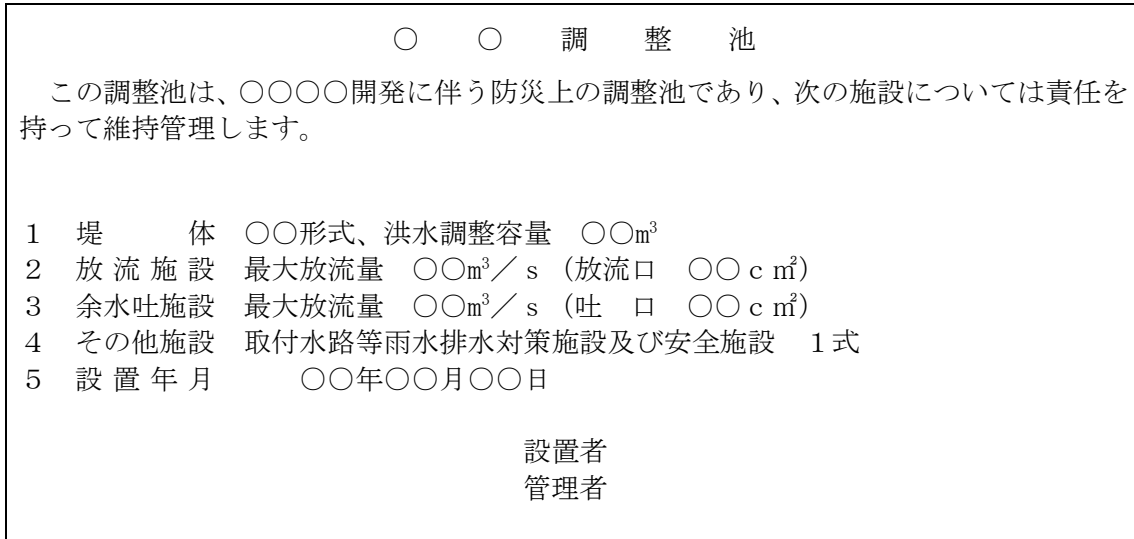 ○　○　調　整　池
この調整池は、○○○○開発に伴う防災上の調整池であり、次の施設については責任を
持って維持管理します。
１　堤　　　体　○○形式、洪水調整容量　○○m³
２　放 流 施 設　最大放流量　○○m³／ｓ（放流口　○○ｃ㎡）
３　余水吐施設　最大放流量　○○m³／ｓ（吐　口　○○ｃ㎡）
４　その他施設　取付水路等雨水排水対策施設及び安全施設　１式
５　設 置 年 月　　○○年○○月○○日
設置者
管理者